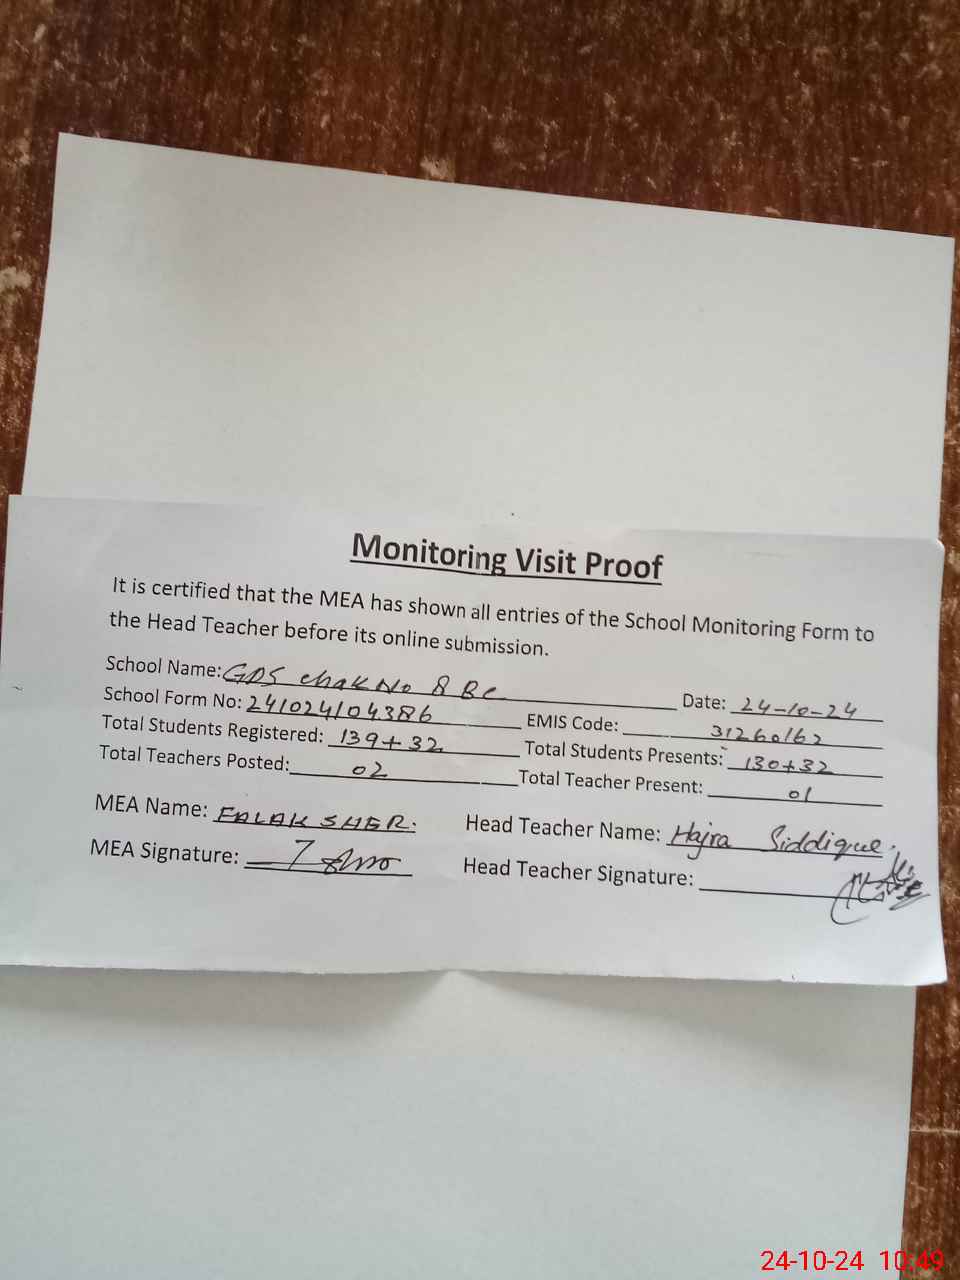 Monitoring Visit Proof
It is certified that the MEA has shown all entries of the School Monitoring Form to
the Head Teacher before its online submission.
School Name: GPS chak No 8 BC Date: 24-10-24
School Form No: 241024104386 EMIS Code: 31260162
Total Students Registered: 139+32 Total Students Presents: 130+32
Total Teachers Posted: 02 Total Teacher Present: 01
MEA Name: FALAK SHER. Head Teacher Name: Hajra Siddique.
MEA Signature: Head Teacher Signature:
24-10-24 10:49